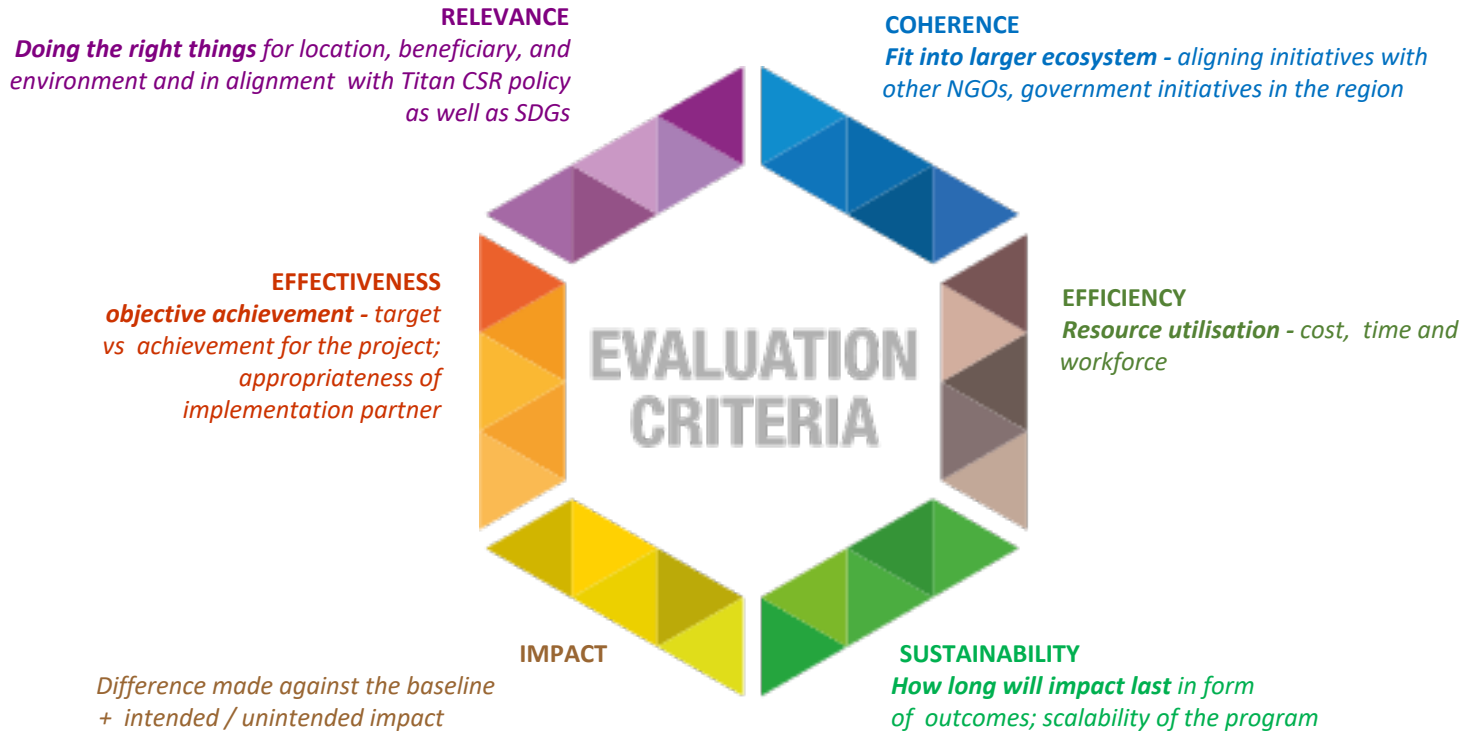 RELEVANCE
Doing the right things for location, beneficiary, and
environment and in alignment with Titan CSR policy
as well as SDGs
COHERENCE
Fit into larger ecosystem - aligning initiatives with
other NGOs, government initiatives in the region
EFFECTIVENESS
objective achievement - target
vs achievement for the project;
appropriateness of
implementation partner
EVALUATION
CRITERIA
EFFICIENCY
Resource utilisation - cost, time and
workforce
IMPACT
Difference made against the baseline
+ intended / unintended impact
SUSTAINABILITY
How long will impact last in form
of outcomes; scalability of the program